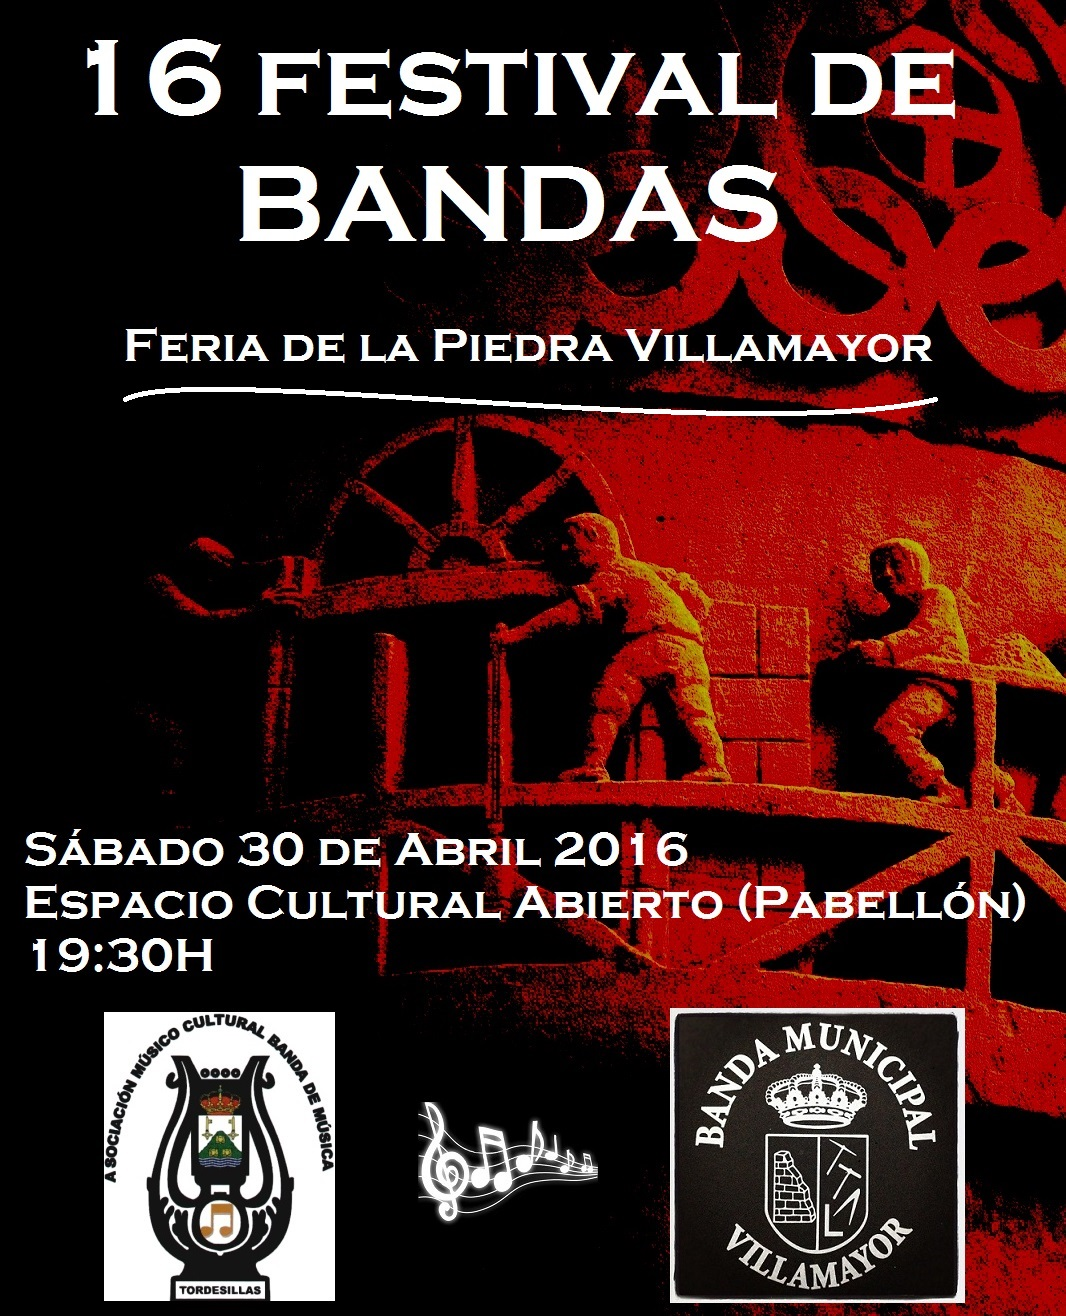 16 FESTIVAL DE
BANDAS
FERIA DE LA PIEDRA VILLAMAYOR
SÁBADO 30 DE ABRIL 2016
ESPACIO CULTURAL ABIERTO (PABELLÓN)
19:30H
ASOCIACIÓN MÚSICO CULTURAL BANDA DE MÚSICA
TORDESILLAS
BANDA MUNICIPAL
VILLAMAYOR